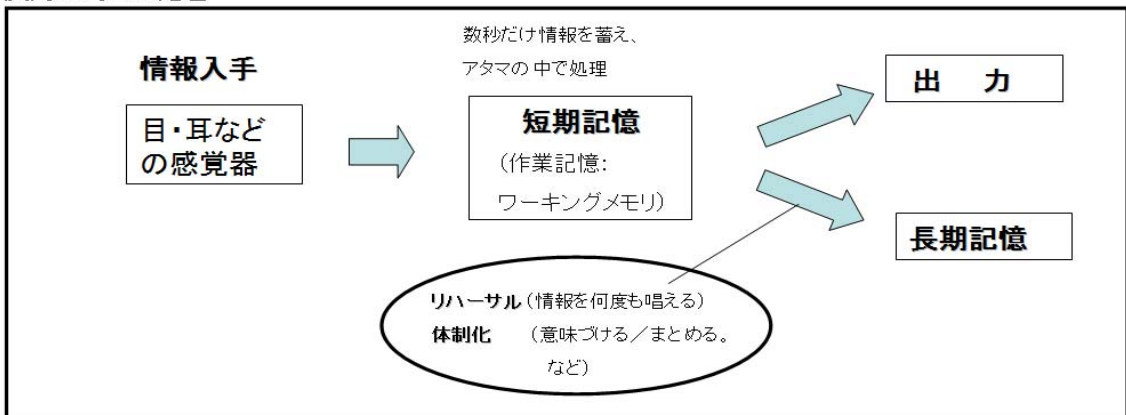 情報入手
目・耳など
の感覚器
数秒だけ情報を蓄え、
アタマの中で処理
短期記憶
(作業記憶:
ワーキングメモリ)
出 力
長期記憶
リハーサル(情報を何度も唱える)
体制化 (意味づける/まとめる。
など)